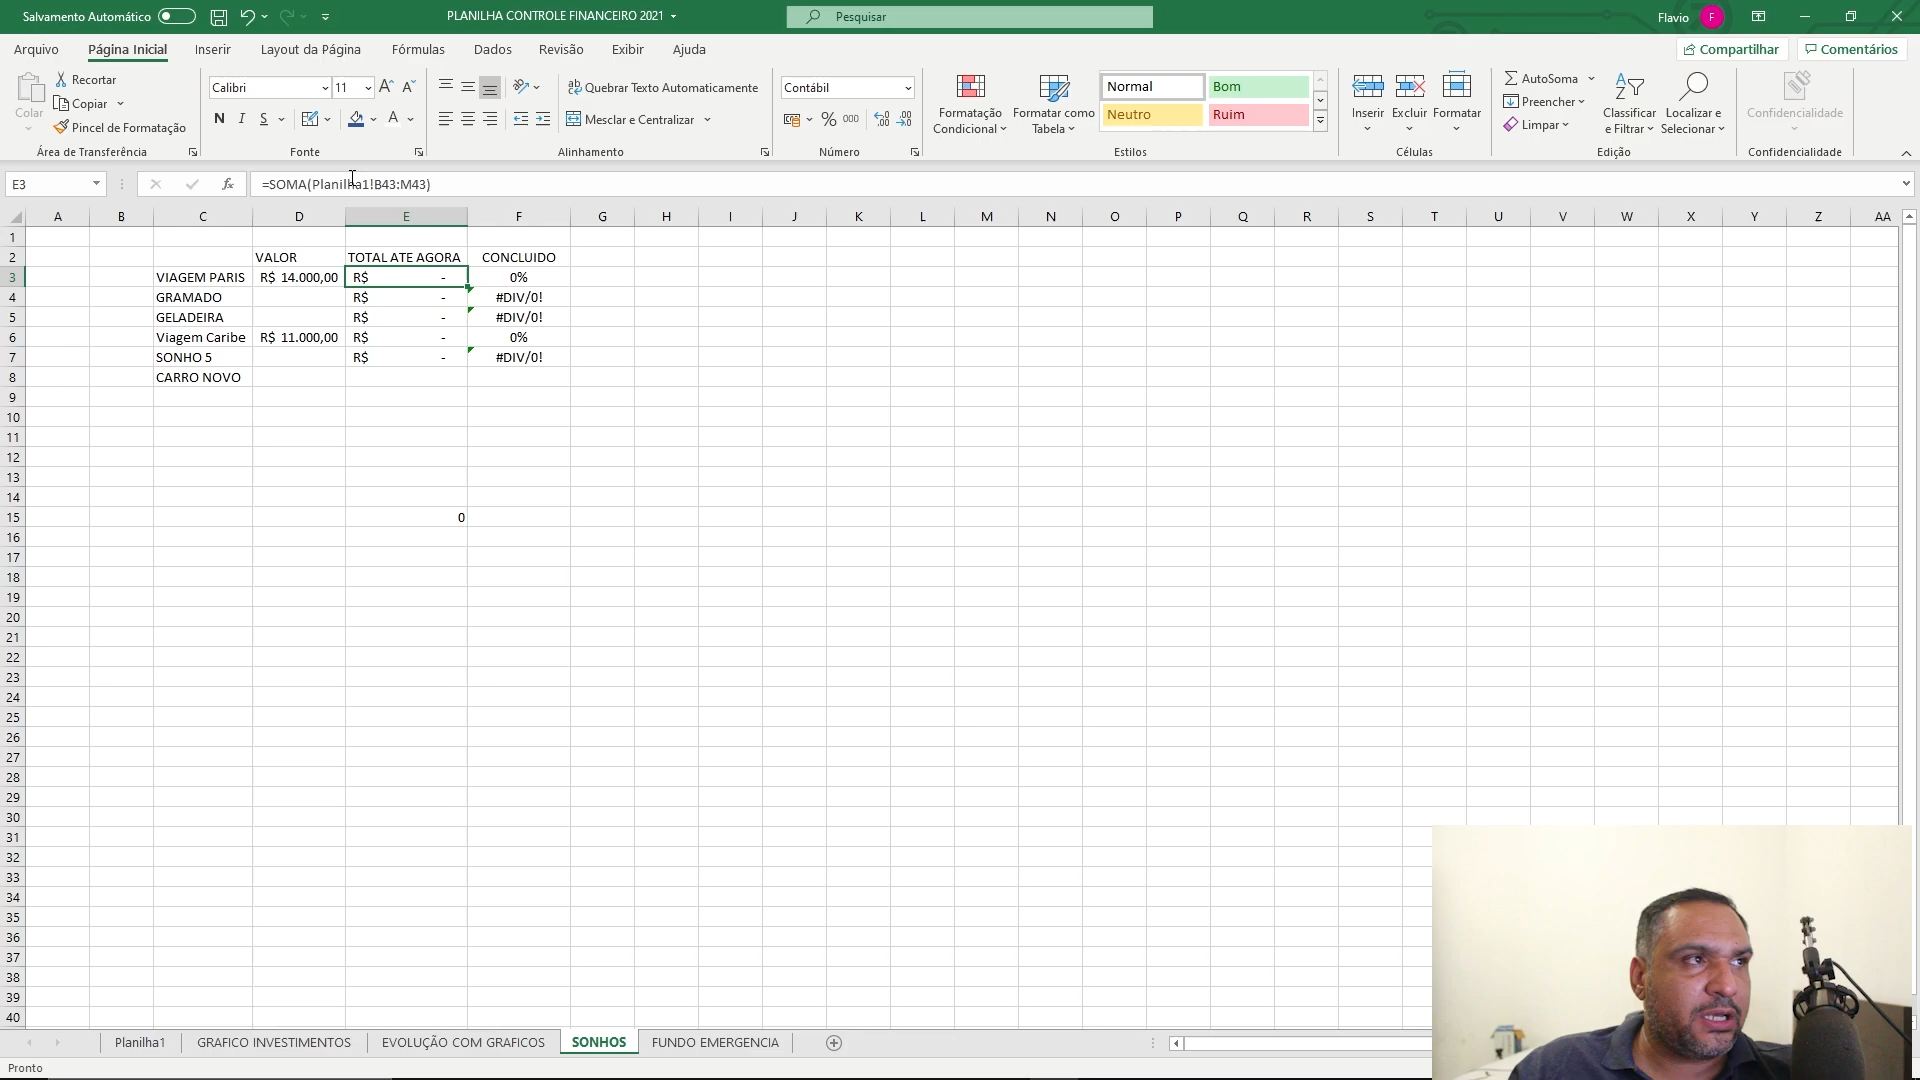 Salvamento Automático
PLANILHA CONTROLE FINANCEIRO 2021
Pesquisar
Flavio
F
Arquivo
Página Inicial
Inserir
Layout da Página
Fórmulas
Dados
Revisão
Exibir
Ajuda
Compartilhar
Comentários
Colar
Recortar
Copiar
Pincel de Formatação
Área de Transferência
Calibri
11
N I S
Fonte
Quebrar Texto Automaticamente
Mesclar e Centralizar
Alinhamento
Contábil
% 000
Número
Formatação
Condicional
Formatar como
Tabela
Normal
Bom
Neutro
Ruim
Estilos
Inserir
Excluir
Formatar
Células
AutoSoma
Preencher
Limpar
Classificar
e Filtrar
Localizar e
Selecionar
Edição
Confidencialidade
Confidencialidade
E3
fx
=SOMA(Planilha1!B43:M43)
A B C D E F G H I J K L M N O P Q R S T U V W X Y Z AA
1
2 VALOR TOTAL ATE AGORA CONCLUIDO
3 VIAGEM PARIS R$ 14.000,00 R$ - 0%
4 GRAMADO R$ - #DIV/0!
5 GELADEIRA R$ - #DIV/0!
6 Viagem Caribe R$ 11.000,00 R$ - 0%
7 SONHO 5 R$ - #DIV/0!
8 CARRO NOVO
9
10
11
12
13
14
15 0
16
17
18
19
20
21
22
23
24
25
26
27
28
29
30
31
32
33
34
35
36
37
38
39
40
Planilha1
GRAFICO INVESTIMENTOS
EVOLUÇÃO COM GRAFICOS
SONHOS
FUNDO EMERGENCIA
Pronto